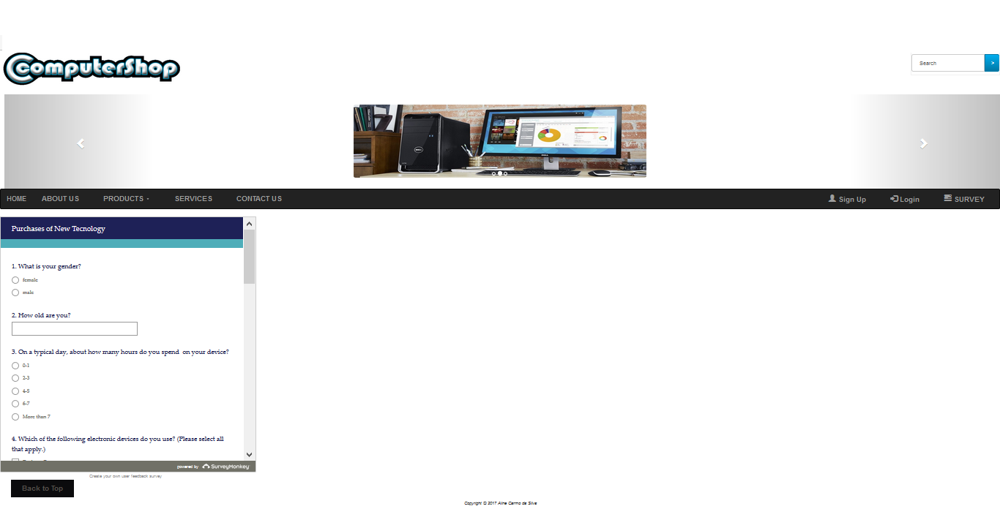 ComputerShop
Search >
DELL
HOME ABOUT US PRODUCTS SERVICES CONTACT US Sign Up Login SURVEY
Purchases of New Tecnology
1. What is your gender?
female
male
2. How old are you?
3. On a typical day, about how many hours do you spend on your device?
0-1
2-3
4-5
6-7
More than 7
4. Which of the following electronic devices do you use? (Please select all
that apply.)
powered by SurveyMonkey
Create your own user feedback survey
Back to Top
Copyright © 2017 Aline Carmo da Silva